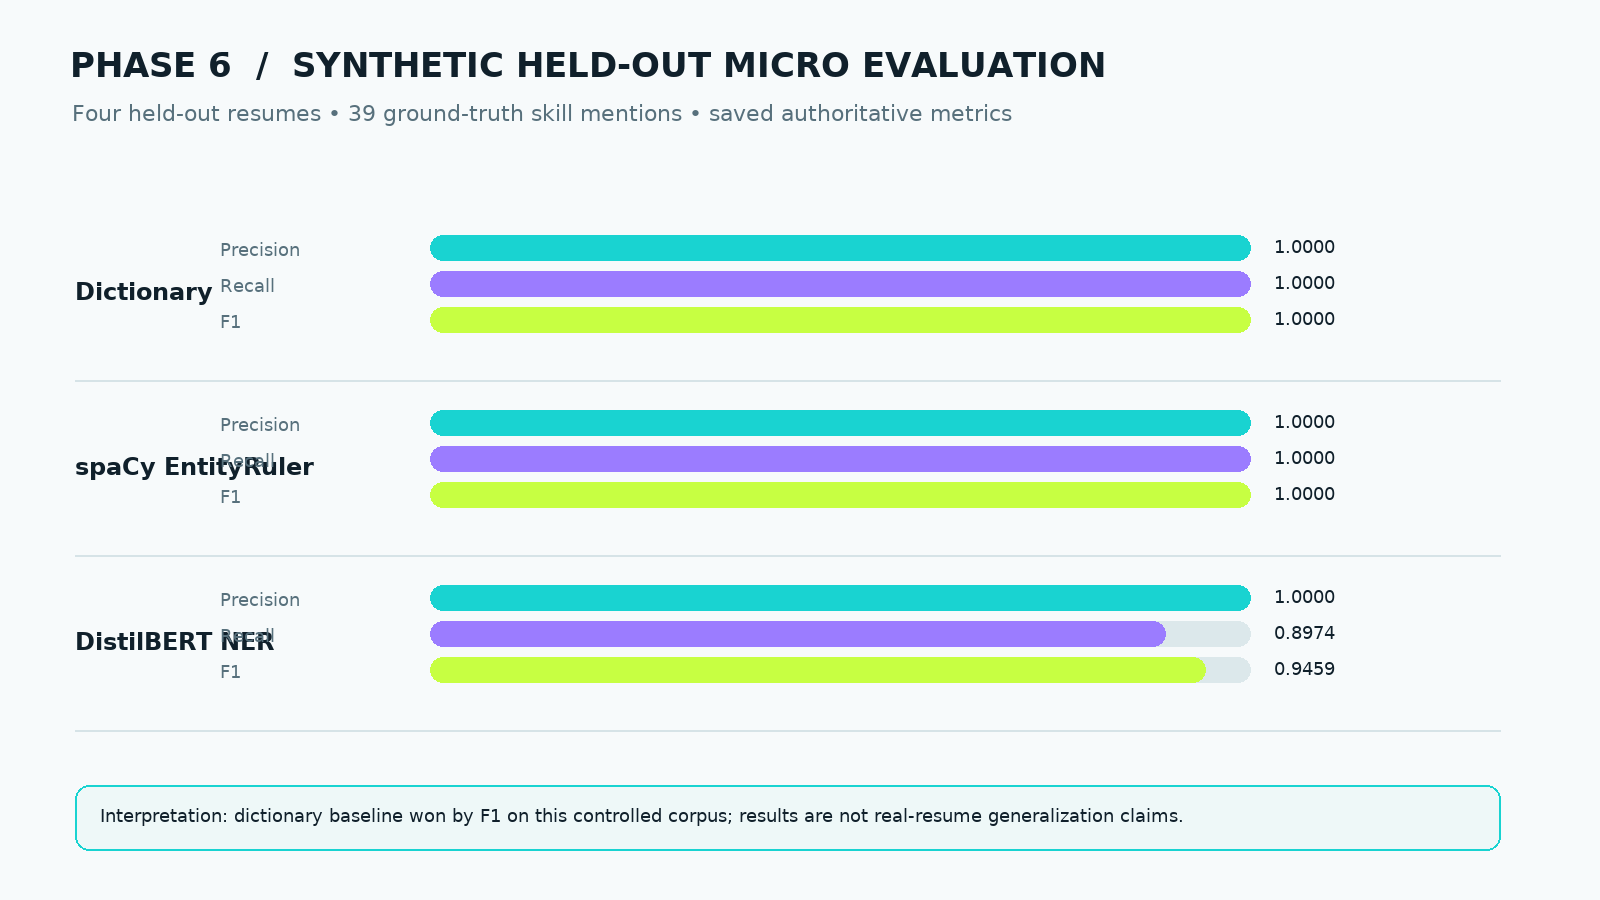 PHASE 6 / SYNTHETIC HELD-OUT MICRO EVALUATION
Four held-out resumes • 39 ground-truth skill mentions • saved authoritative metrics
Dictionary
Precision 1.0000
Recall 1.0000
F1 1.0000
spaCy EntityRuler
Precision 1.0000
Recall 1.0000
F1 1.0000
DistilBERT NER
Precision 1.0000
Recall 0.8974
F1 0.9459
Interpretation: dictionary baseline won by F1 on this controlled corpus; results are not real-resume generalization claims.